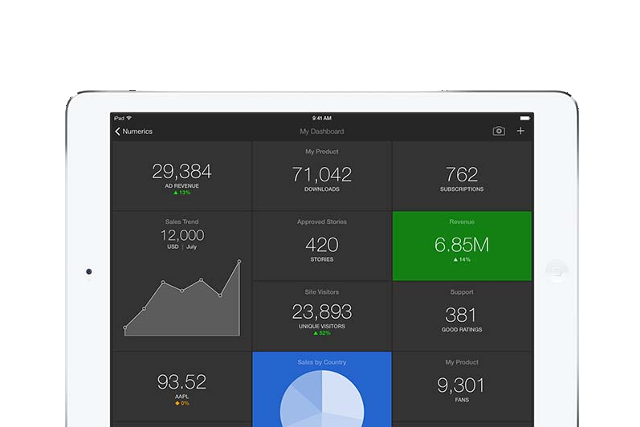 iPad 9:41 AM
Numerics My Dashboard
29,384
AD REVENUE
13%
My Product
71,042
DOWNLOADS
762
SUBSCRIPTIONS
Sales Trend
12,000
USD | July
Approved Stories
420
STORIES
Revenue
6.85M
14%
Site Visitors
23,893
UNIQUE VISITORS
52%
Support
381
GOOD RATINGS
93.52
AAPL
0%
Sales by Country
My Product
9,301
FANS